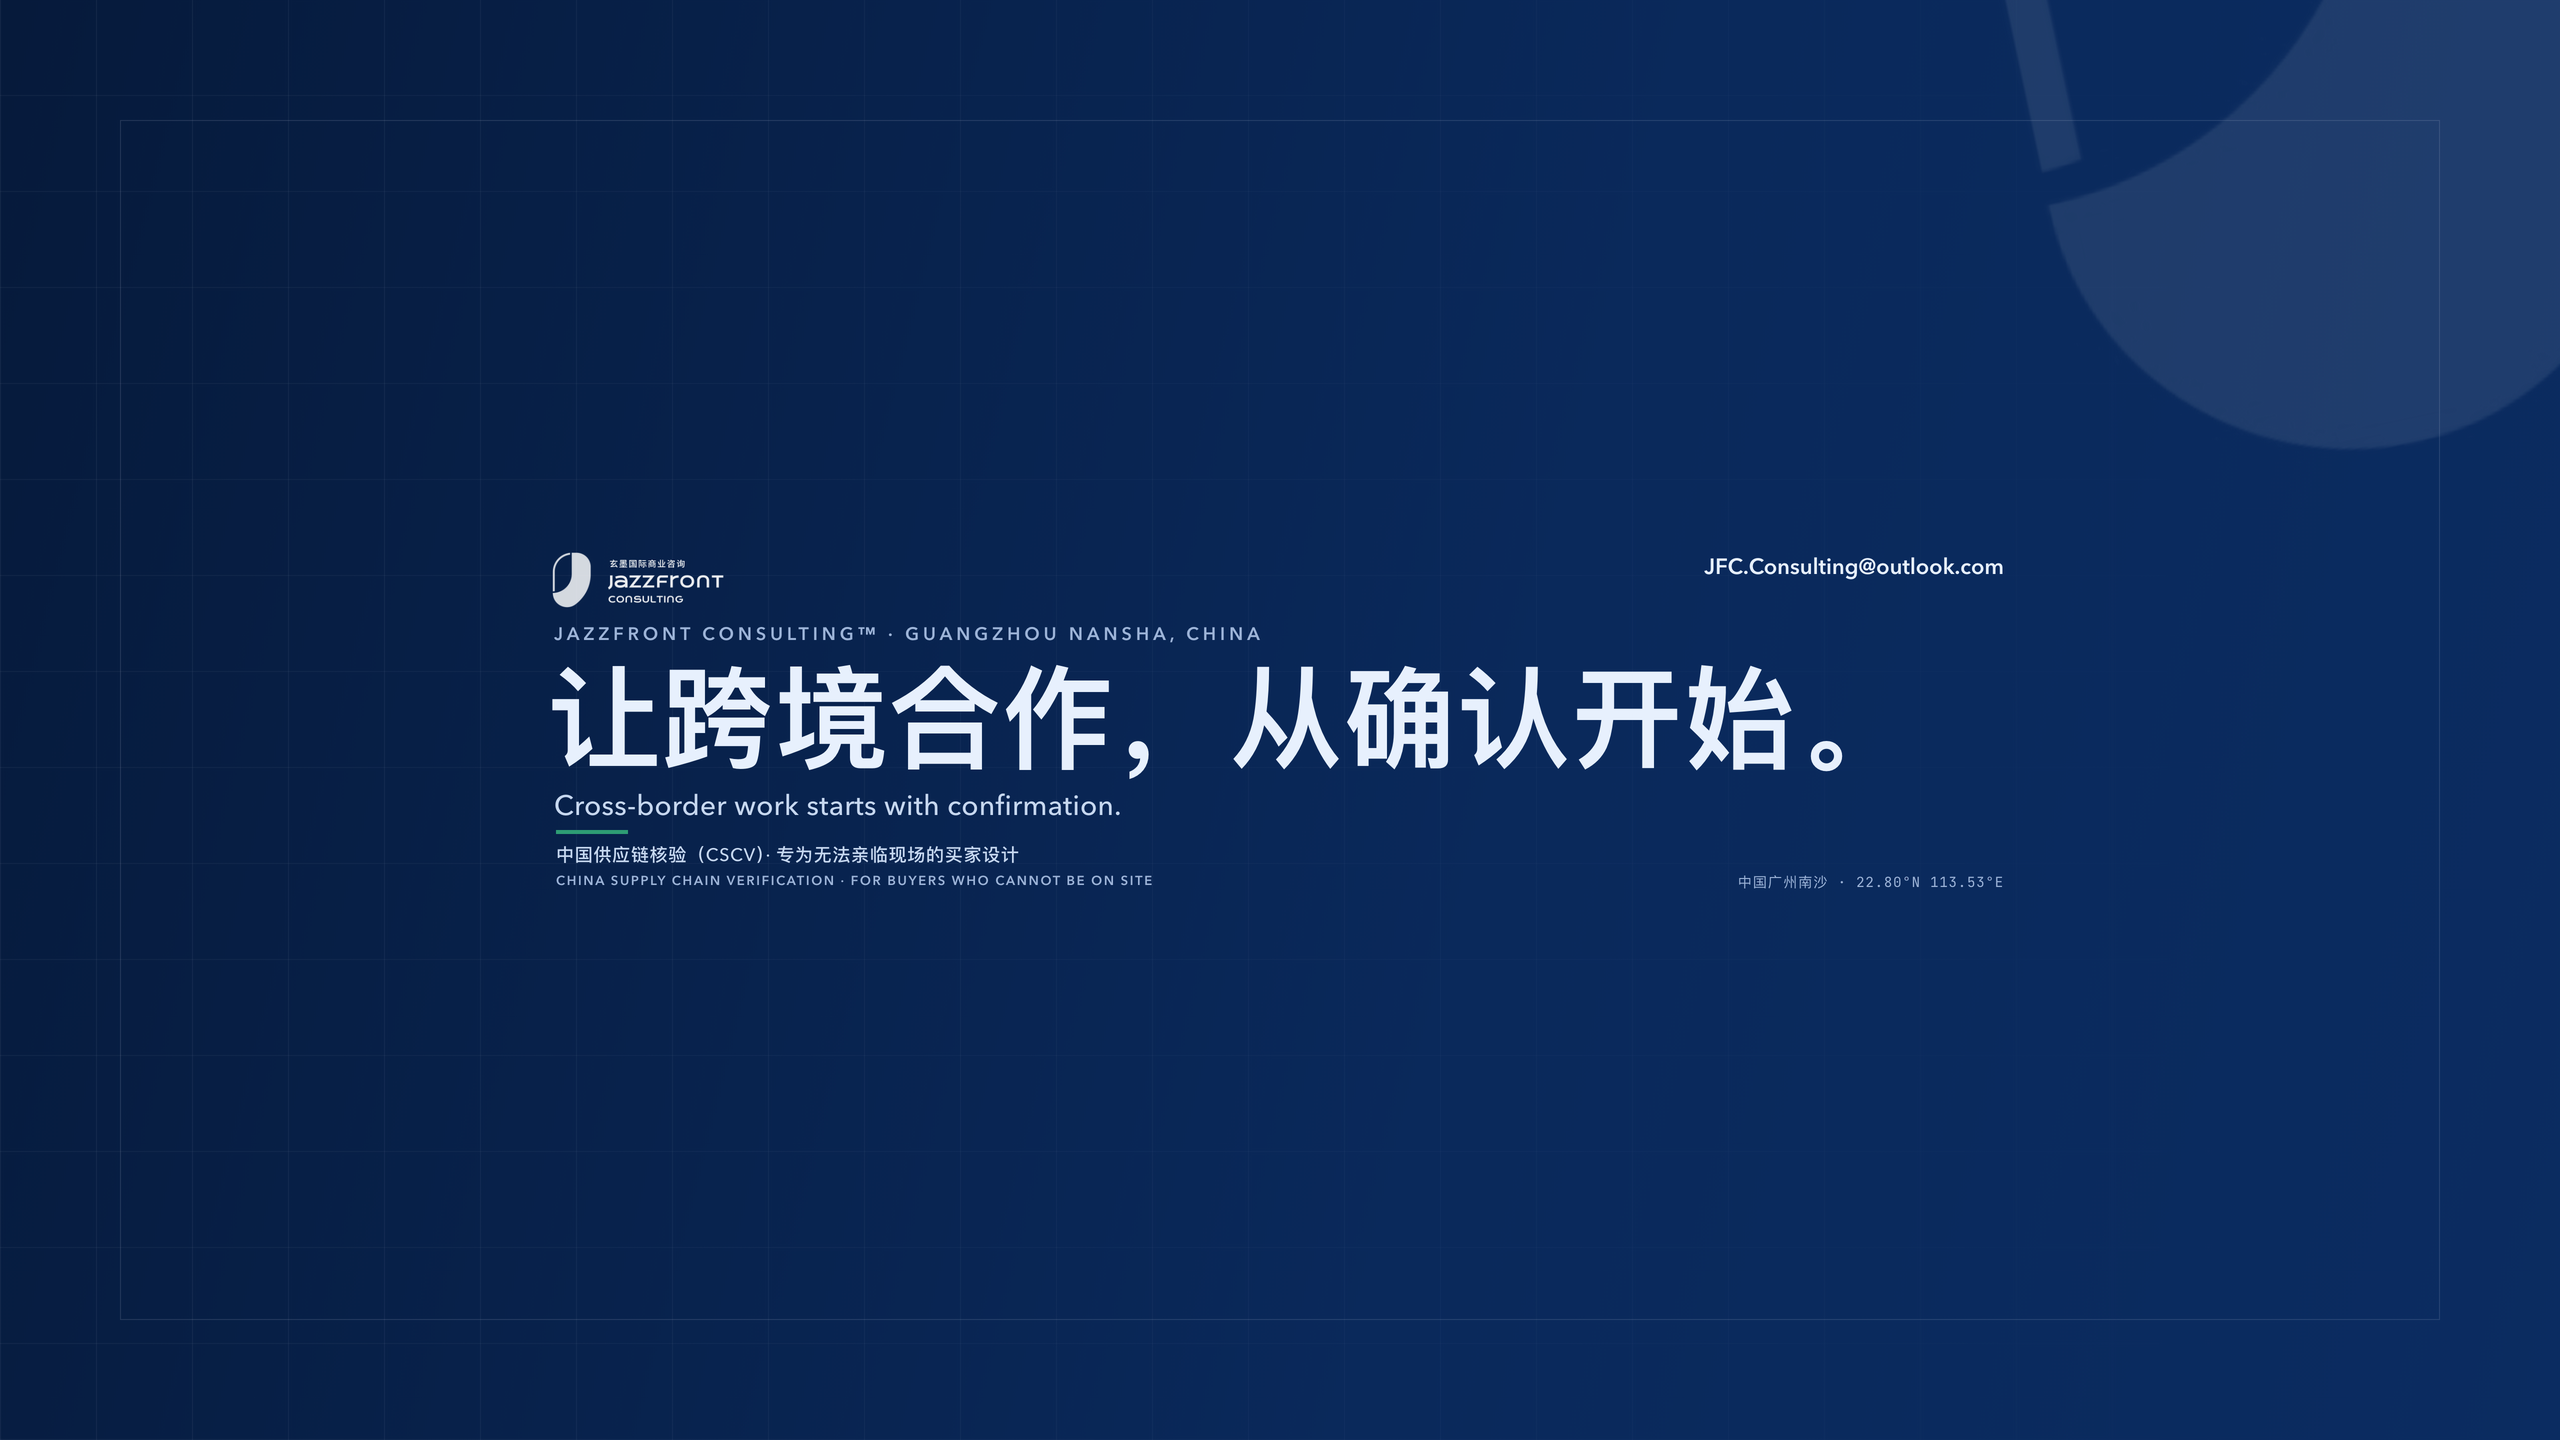 玄墨国际商业咨询
Jazzfront
CONSULTING
JFC.Consulting@outlook.com
JAZZFRONT CONSULTING™ · GUANGZHOU NANSHA, CHINA
让跨境合作，从确认开始。
Cross-border work starts with confirmation.
中国供应链核验（CSCV）· 专为无法亲临现场的买家设计
CHINA SUPPLY CHAIN VERIFICATION · FOR BUYERS WHO CANNOT BE ON SITE
中国广州南沙 · 22.80°N 113.53°E